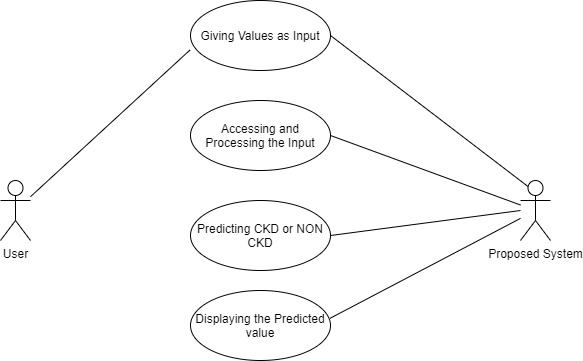 Giving Values as Input
Accessing and
Processing the Input
Predicting CKD or NON
CKD
User
Proposed System
Displaying the Predicted
value